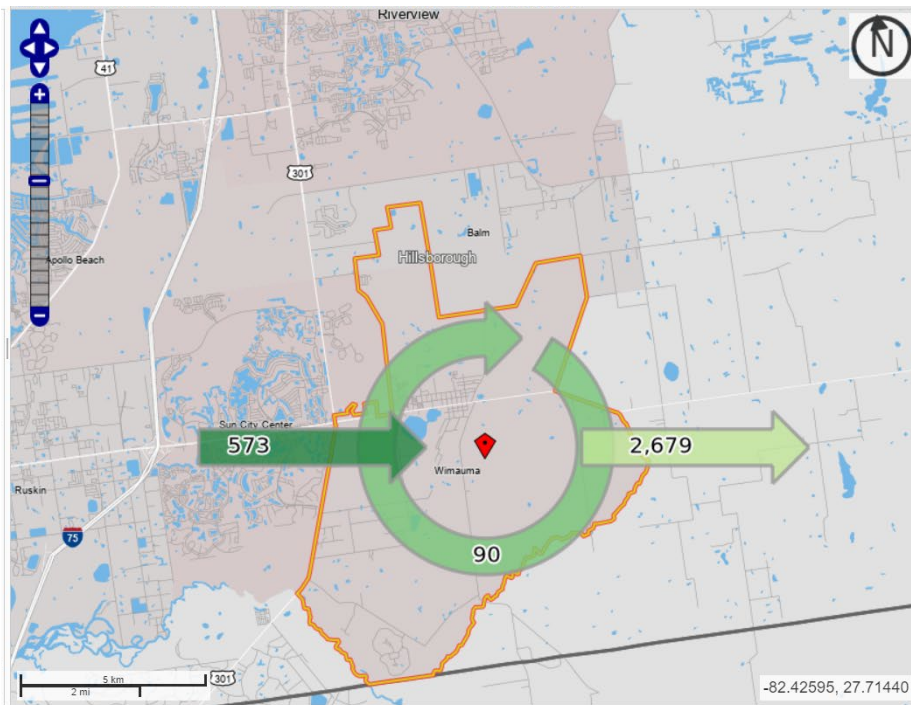 Riverview
N
41
+
301
Balm
Hillsborough
Apollo Beach
Sun City Center
573
2,679
Wimauma
Ruskin
75
90
5 km
2 mi
301
-82.42595, 27.71440